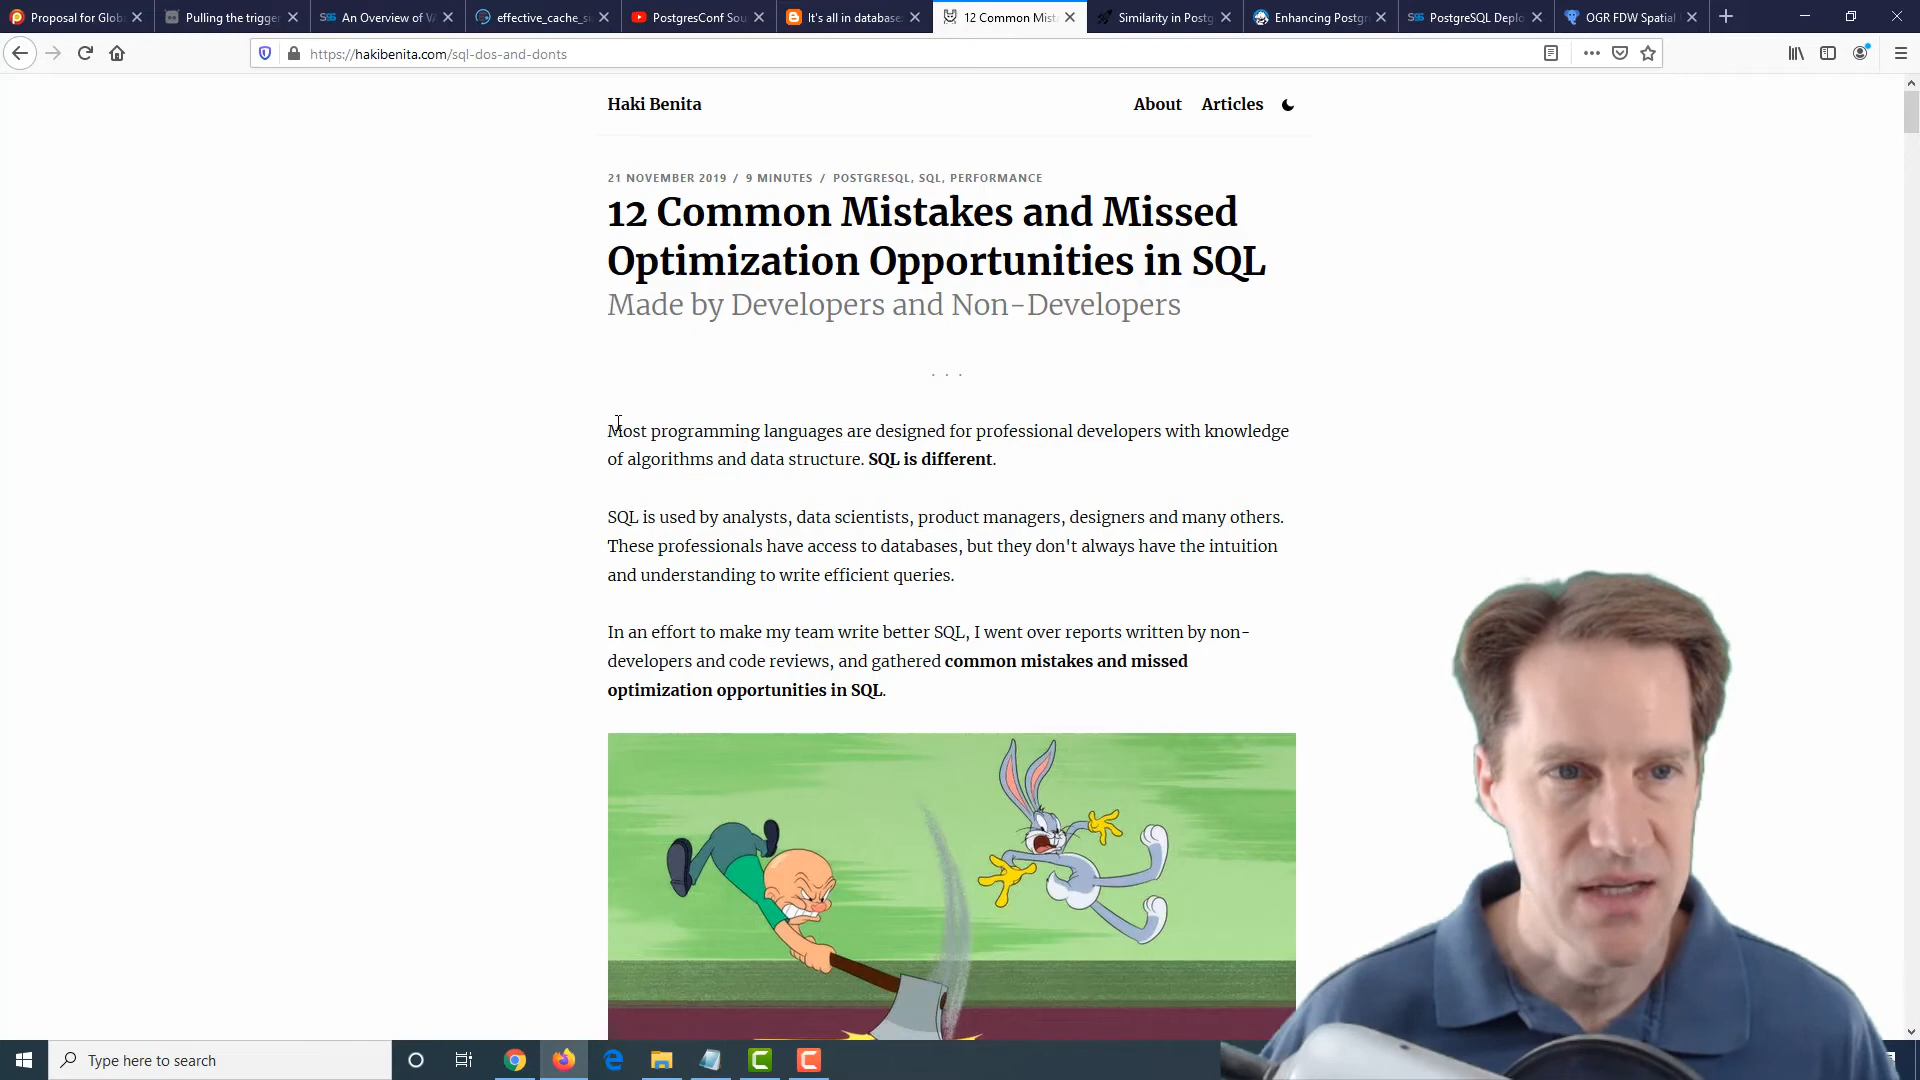 Proposal for Globa
Pulling the trigger
An Overview of VA
effective_cache_si
PostgresConf Sou
It's all in database
12 Common Mist
Similarity in Postg
Enhancing Postgr
PostgreSQL Deplo
OGR FDW Spatial
https://hakibenita.com/sql-dos-and-donts
Haki Benita
About Articles
21 NOVEMBER 2019 / 9 MINUTES / POSTGRESQL, SQL, PERFORMANCE
12 Common Mistakes and Missed
Optimization Opportunities in SQL
Made by Developers and Non-Developers
. . .
Most programming languages are designed for professional developers with knowledge
of algorithms and data structure. SQL is different.
SQL is used by analysts, data scientists, product managers, designers and many others.
These professionals have access to databases, but they don't always have the intuition
and understanding to write efficient queries.
In an effort to make my team write better SQL, I went over reports written by non-
developers and code reviews, and gathered common mistakes and missed
optimization opportunities in SQL.
Type here to search